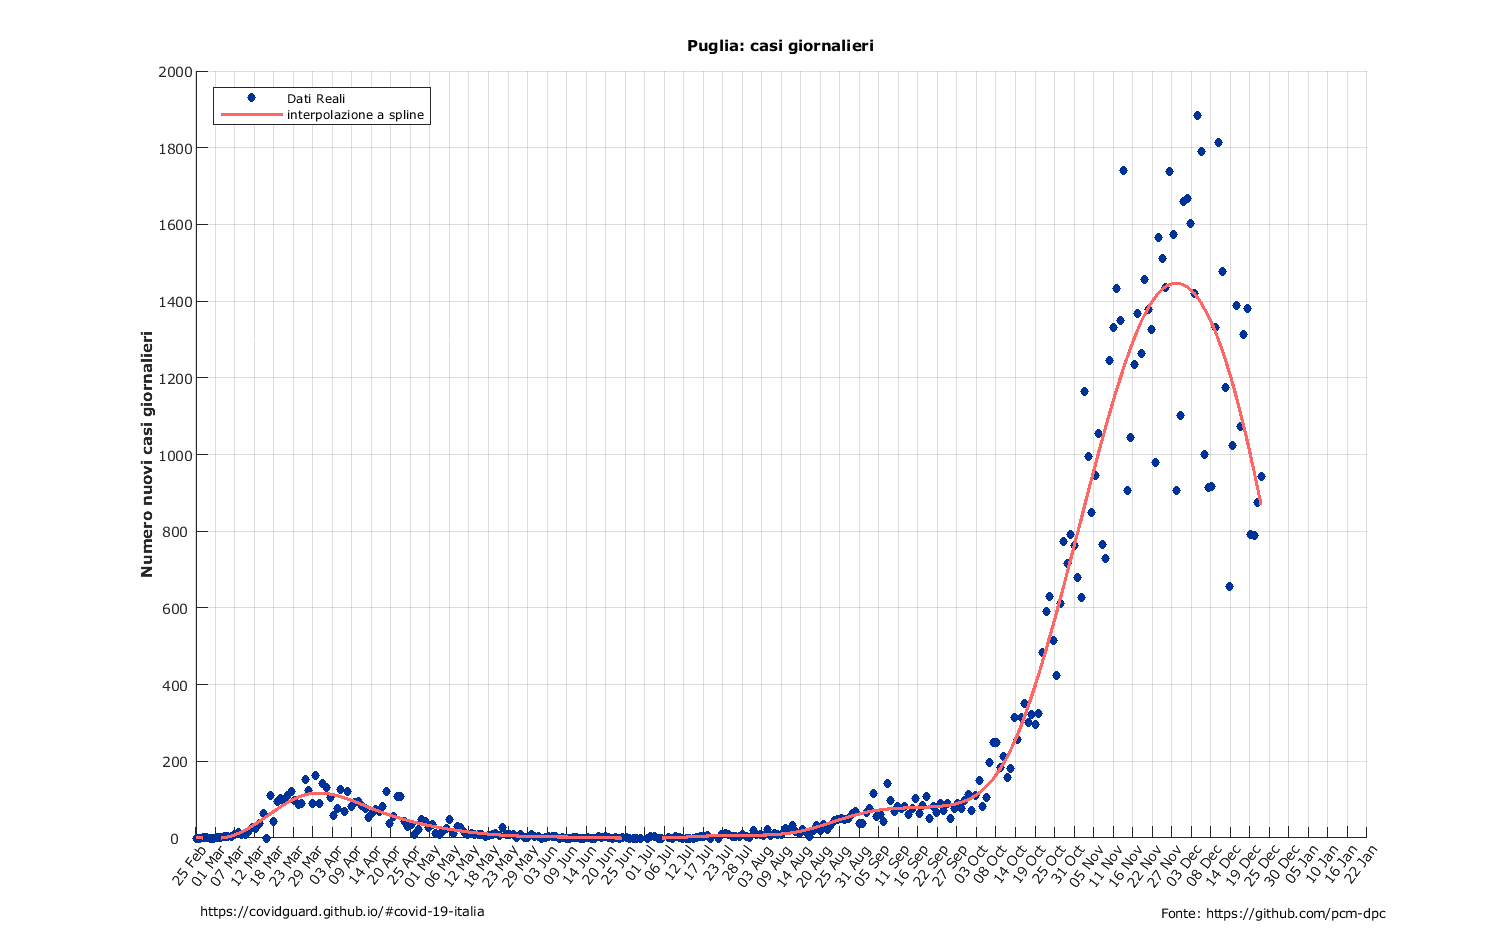 Puglia: casi giornalieri
Dati Reali
interpolazione a spline
Numero nuovi casi giornalieri
2000
1800
1600
1400
1200
1000
800
600
400
200
0
25 Feb
01 Mar
07 Mar
12 Mar
18 Mar
23 Mar
29 Mar
03 Apr
09 Apr
14 Apr
20 Apr
25 Apr
01 May
06 May
12 May
18 May
23 May
29 May
03 Jun
09 Jun
14 Jun
20 Jun
25 Jun
01 Jul
06 Jul
12 Jul
17 Jul
23 Jul
28 Jul
03 Aug
09 Aug
14 Aug
20 Aug
25 Aug
31 Aug
05 Sep
11 Sep
16 Sep
22 Sep
27 Sep
03 Oct
08 Oct
14 Oct
19 Oct
25 Oct
31 Oct
05 Nov
11 Nov
16 Nov
22 Nov
27 Nov
03 Dec
08 Dec
14 Dec
19 Dec
25 Dec
30 Dec
05 Jan
10 Jan
16 Jan
22 Jan
https://covidguard.github.io/#covid-19-italia
Fonte: https://github.com/pcm-dpc